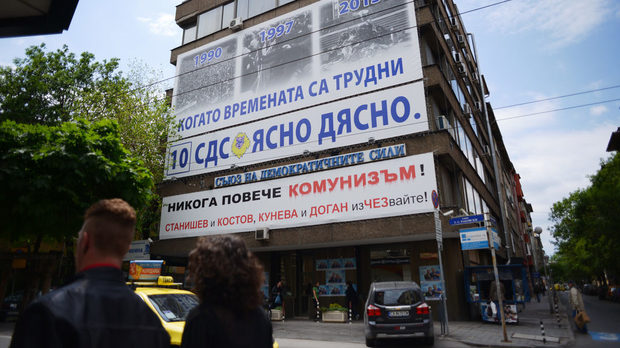 1990
1997
2013
КОГАТО ВРЕМЕНАТА СА ТРУДНИ
10 СДС ЯСНО ДЯСНО.
СЪЮЗ НА ДЕМОКРАТИЧНИТЕ СИЛИ
НИКОГА ПОВЕЧЕ КОМУНИЗЪМ!
СТАНИШЕВ и КОСТОВ, КУНЕВА и ДОГАН изЧЕЗвайте!